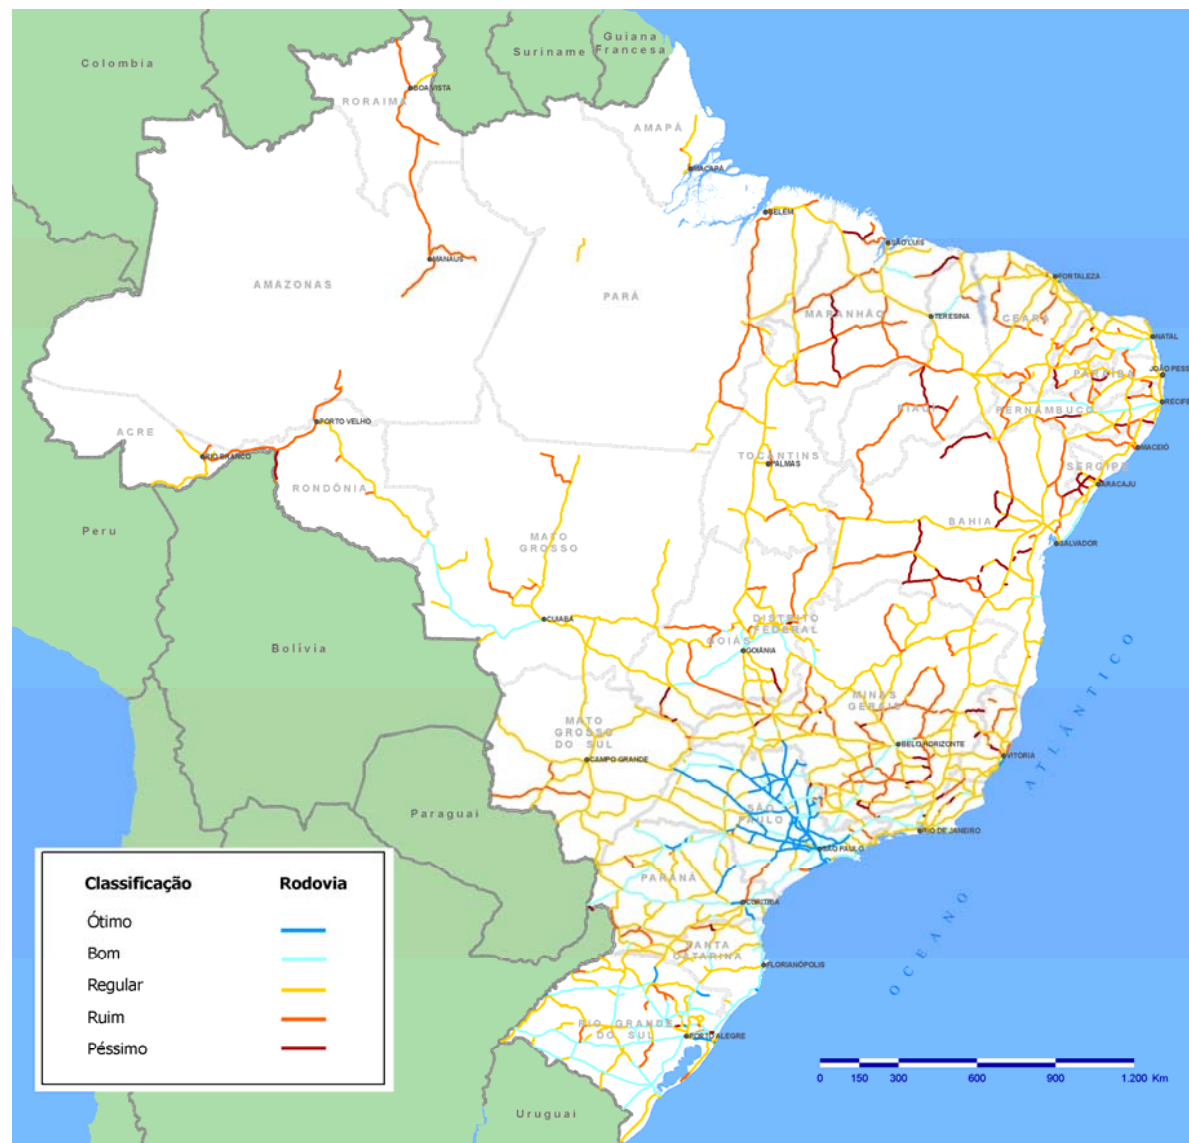 Guiana
Francesa
Suriname
Colombia
BOA VISTA
RORAIMA
AMAPÁ
MACAPÁ
BELÉM
SÃO LUIS
MANAUS
FORTALEZA
AMAZONAS
PARÁ
MARANHÃO
TERESINA
CEARÁ
NATAL
JOÃO PESS
PARAÍBA
RECIFE
PIAUÍ
PERNAMBUCO
ACRE
PORTO VELHO
MACEIÓ
RIO BRANCO
TOCANTINS
PALMAS
SERGIPE
ARACAJU
RONDÔNIA
Peru
BAHIA
MATO
GROSSO
SALVADOR
CUIABÁ
DISTRITO
FEDERAL
GOIÁS
GOIÂNIA
Bolívia
MINAS
GERAIS
MATO
GROSSO
DO SUL
BELO HORIZONTE
VITÓRIA
CAMPO GRANDE
OCEANO ATLÂNTICO
Paraguai
SÃO
PAULO
RIO DE JANEIRO
SÃO PAULO
PARANÁ
CURITIBA
SANTA
CATARINA
FLORIANÓPOLIS
RIO GRANDE
DO SUL
PORTO ALEGRE
Uruguai
Classificação Rodovia
Ótimo
Bom
Regular
Ruim
Péssimo
0 150 300 600 900 1.200 Km